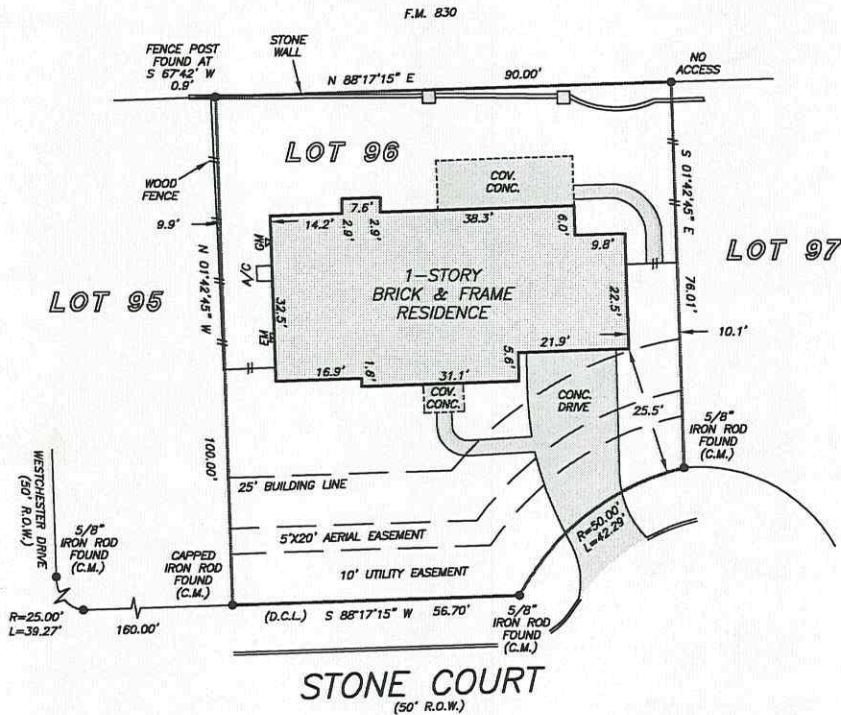 F.M. 830
FENCE POST
FOUND AT
S 67°42' W
0.9'
STONE
WALL
N 88°17'15" E
90.00'
NO
ACCESS
LOT 96
COV.
CONC.
WOOD
FENCE
9.9'
N 01°42'45" W
S 01°42'45" E
7.6'
14.2'
2.8'
2.9'
38.3'
6.0'
9.8'
LOT 95
LOT 97
A/C
1-STORY
BRICK & FRAME
RESIDENCE
32.5'
22.5'
76.01'
10.1'
21.9'
5.6'
16.9'
1.6'
31.1'
COV.
CONC.
CONC.
DRIVE
25.5'
5/8"
IRON ROD
FOUND
(C.M.)
100.00'
25' BUILDING LINE
5'X20' AERIAL EASEMENT
10' UTILITY EASEMENT
R=50.00'
L=42.29'
WESTCHESTER DRIVE
(50' R.O.W.)
5/8"
IRON ROD
FOUND
(C.M.)
CAPPED
IRON ROD
FOUND
(C.M.)
R=25.00'
L=39.27'
160.00'
(D.C.L.)
S 88°17'15" W
56.70'
5/8"
IRON ROD
FOUND
(C.M.)
STONE COURT
(50' R.O.W.)